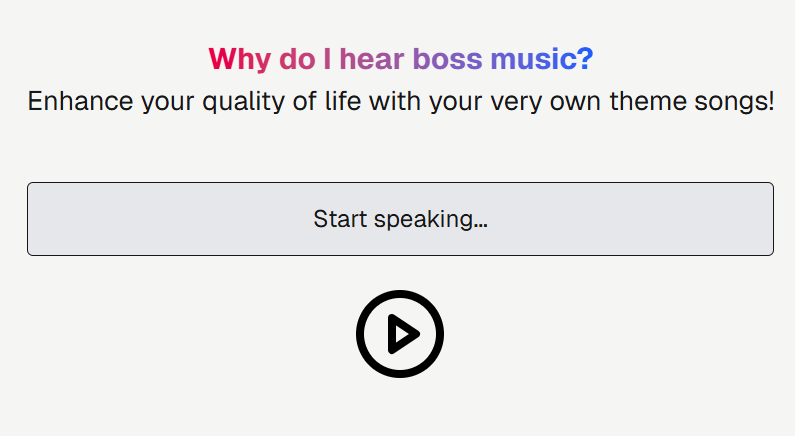 Why do I hear boss music?
Enhance your quality of life with your very own theme songs!
Start speaking...